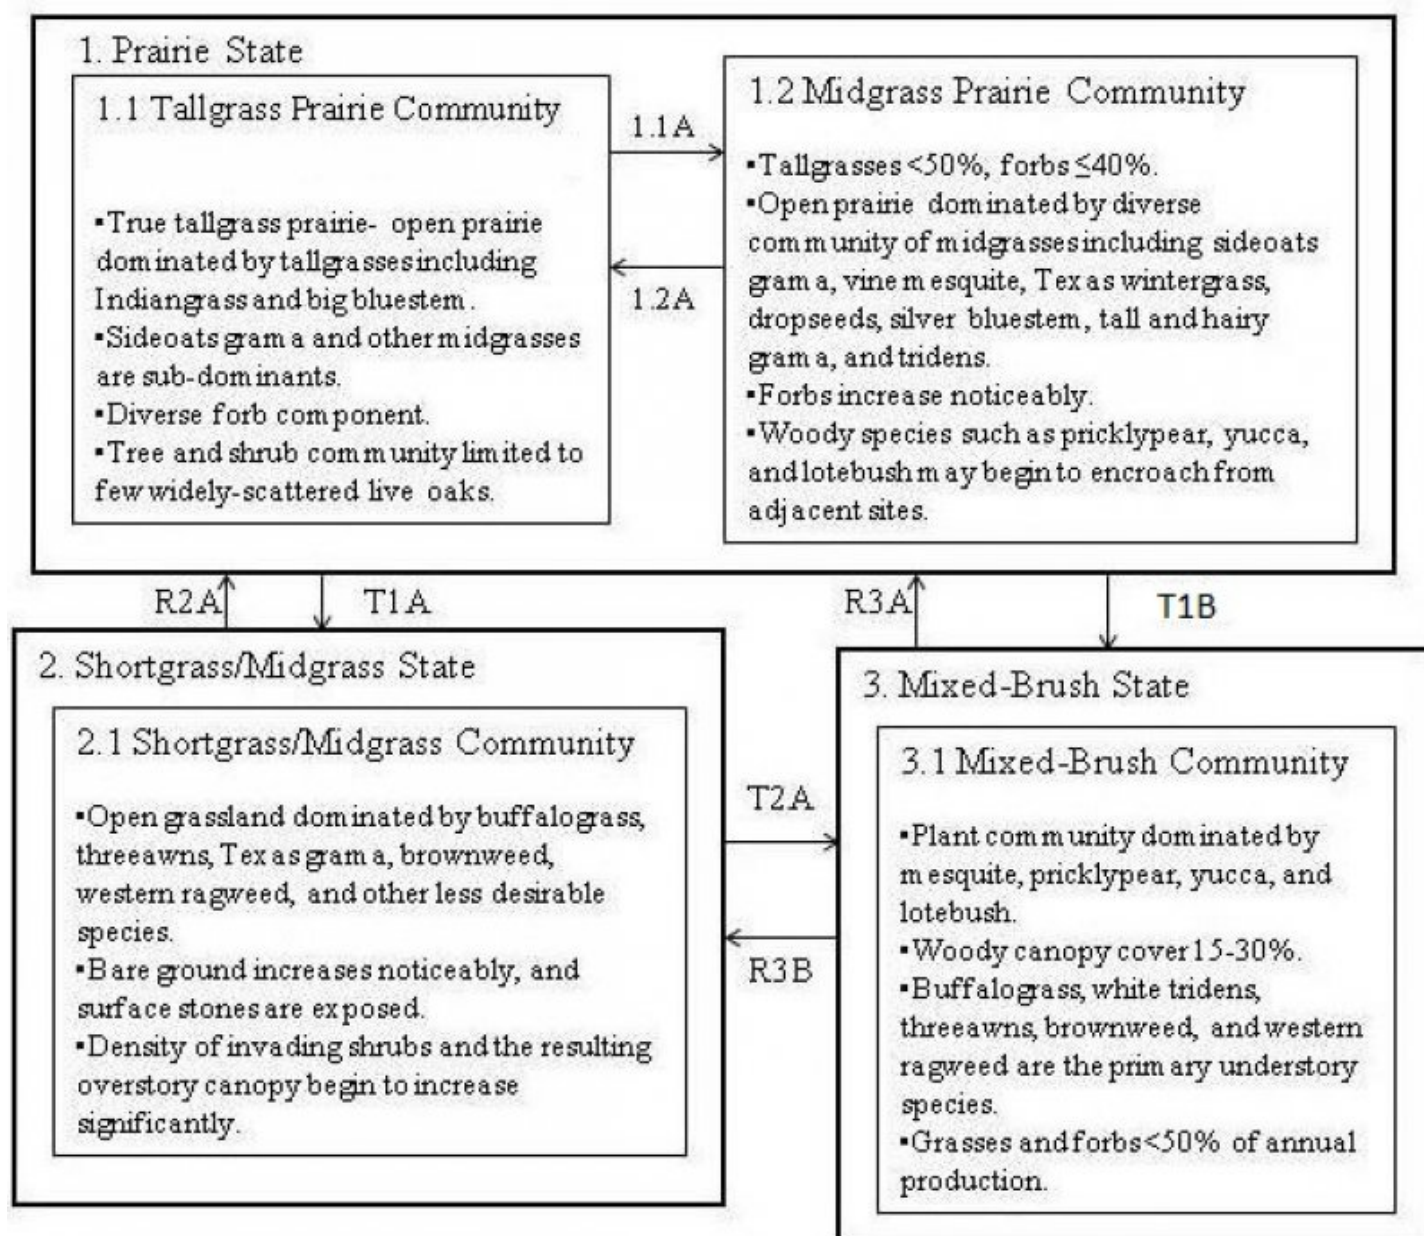 1. Prairie State
1.1 Tallgrass Prairie Community
▪True tallgrass prairie- open prairie
dominated by tallgrasses including
Indiangrass and big bluestem.
▪Sideoats grama and other midgrasses
are sub-dominants.
▪Diverse forb component.
▪Tree and shrub community limited to
few widely-scattered live oaks.
1.1A
1.2A
1.2 Midgrass Prairie Community
▪Tallgrasses <50%, forbs ≤40%.
▪Open prairie dominated by diverse
community of midgrasses including sideoats
grama, vine mesquite, Texas wintergrass,
dropseeds, silver bluestem, tall and hairy
grama, and tridens.
▪Forbs increase noticeably.
▪Woody species such as pricklypear, yucca,
and lotebush may begin to encroach from
adjacent sites.
R2A
T1A
R3A
T1B
2. Shortgrass/Midgrass State
2.1 Shortgrass/Midgrass Community
▪Open grassland dominated by buffalograss,
threeawns, Texas grama, brownweed,
western ragweed, and other less desirable
species.
▪Bare ground increases noticeably, and
surface stones are exposed.
▪Density of invading shrubs and the resulting
overstory canopy begin to increase
significantly.
T2A
R3B
3. Mixed-Brush State
3.1 Mixed-Brush Community
▪Plant community dominated by
mesquite, pricklypear, yucca, and
lotebush.
▪Woody canopy cover 15-30%.
▪Buffalograss, white tridens,
threeawns, brownweed, and western
ragweed are the primary understory
species.
▪Grasses and forbs <50% of annual
production.